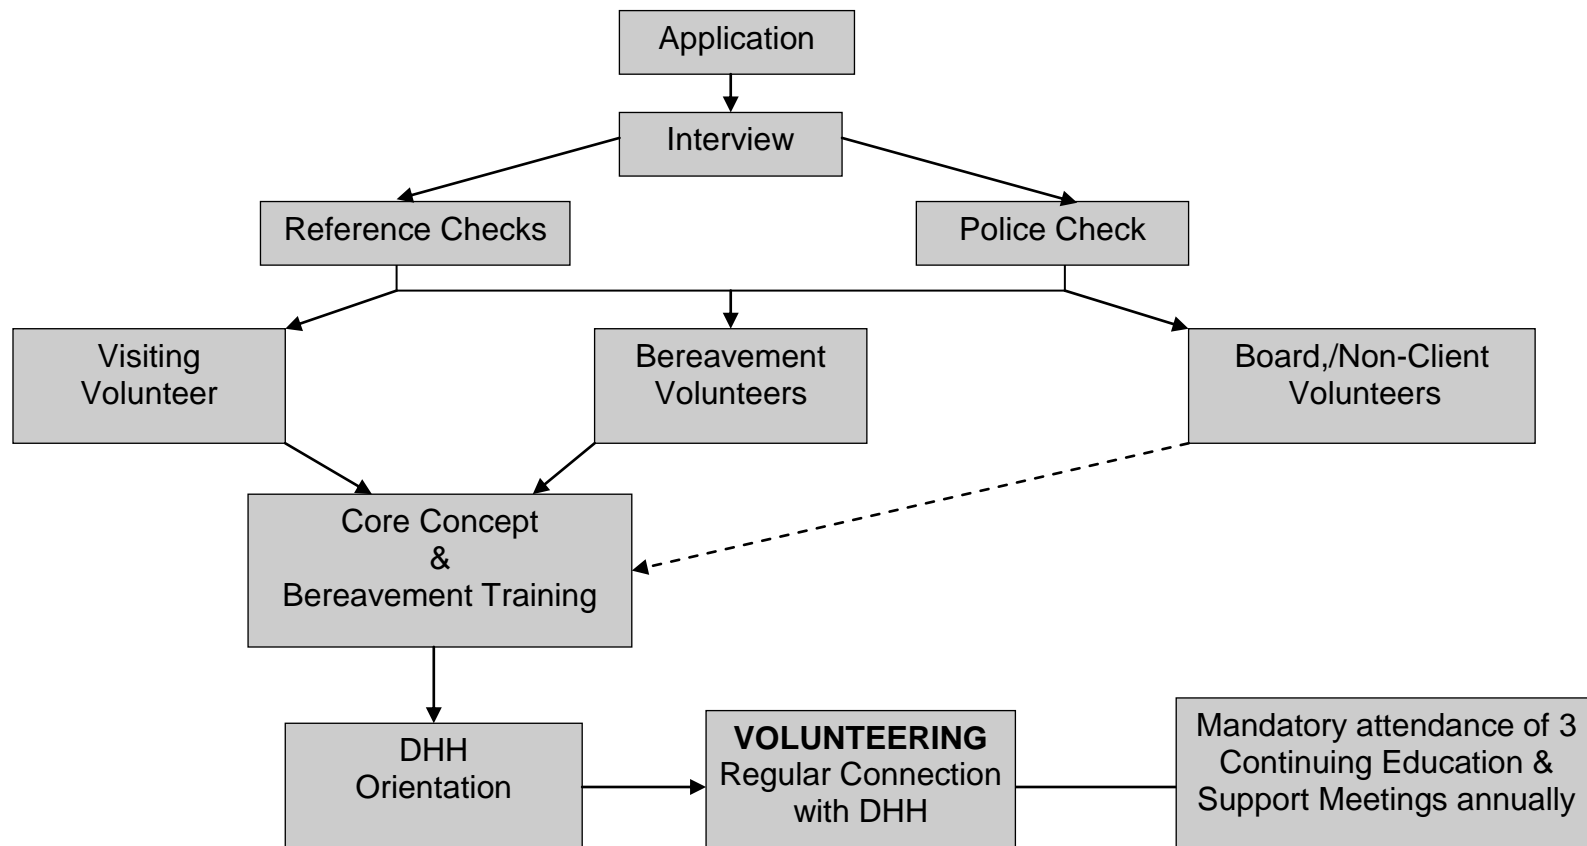 Application
Interview
Reference Checks
Police Check
Visiting
Volunteer
Bereavement
Volunteers
Board,/Non-Client
Volunteers
Core Concept
&
Bereavement Training
DHH
Orientation
VOLUNTEERING
Regular Connection
with DHH
Mandatory attendance of 3
Continuing Education &
Support Meetings annually